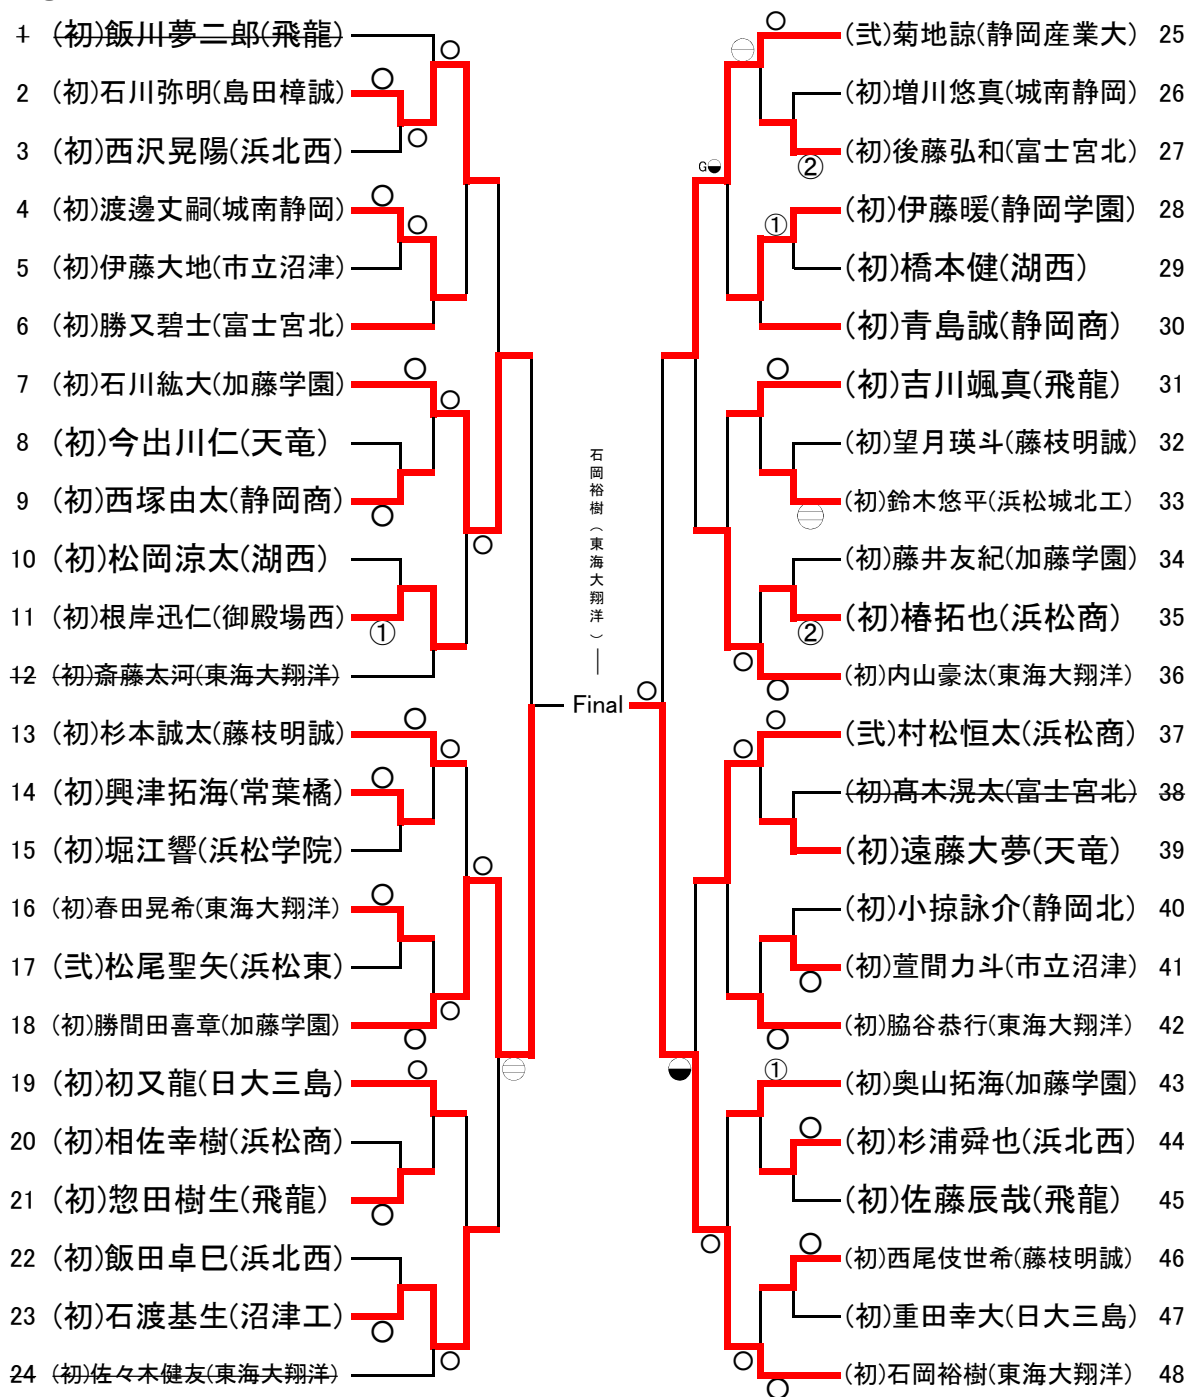 1 (初)飯川夢二郎(飛龍)
2 (初)石川弥明(島田樟誠)
3 (初)西沢晃陽(浜北西)
4 (初)渡邊丈嗣(城南静岡)
5 (初)伊藤大地(市立沼津)
6 (初)勝又碧士(富士宮北)
7 (初)石川紘大(加藤学園)
8 (初)今出川仁(天竜)
9 (初)西塚由太(静岡商)
10 (初)松岡涼太(湖西)
11 (初)根岸迅仁(御殿場西)
①
12 (初)斎藤太河(東海大翔洋)
13 (初)杉本誠太(藤枝明誠)
14 (初)興津拓海(常葉橘)
15 (初)堀江響(浜松学院)
16 (初)春田晃希(東海大翔洋)
17 (弐)松尾聖矢(浜松東)
18 (初)勝間田喜章(加藤学園)
19 (初)初又龍(日大三島)
20 (初)相佐幸樹(浜松商)
21 (初)惣田樹生(飛龍)
22 (初)飯田卓巳(浜北西)
23 (初)石渡基生(沼津工)
24 (初)佐々木健友(東海大翔洋)
石岡裕樹(東海大翔洋)
Final
(弐)菊地諒(静岡産業大) 25
(初)増川悠真(城南静岡) 26
(初)後藤弘和(富士宮北) 27
②
G
(初)伊藤暖(静岡学園) 28
①
(初)橋本健(湖西) 29
(初)青島誠(静岡商) 30
(初)吉川颯真(飛龍) 31
(初)望月瑛斗(藤枝明誠) 32
(初)鈴木悠平(浜松城北工) 33
(初)藤井友紀(加藤学園) 34
(初)椿拓也(浜松商) 35
②
(初)内山豪汰(東海大翔洋) 36
(弐)村松恒太(浜松商) 37
(初)髙木滉太(富士宮北) 38
(初)遠藤大夢(天竜) 39
(初)小掠詠介(静岡北) 40
(初)萱間力斗(市立沼津) 41
(初)脇谷恭行(東海大翔洋) 42
①
(初)奥山拓海(加藤学園) 43
(初)杉浦舜也(浜北西) 44
(初)佐藤辰哉(飛龍) 45
(初)西尾伎世希(藤枝明誠) 46
(初)重田幸大(日大三島) 47
(初)石岡裕樹(東海大翔洋) 48